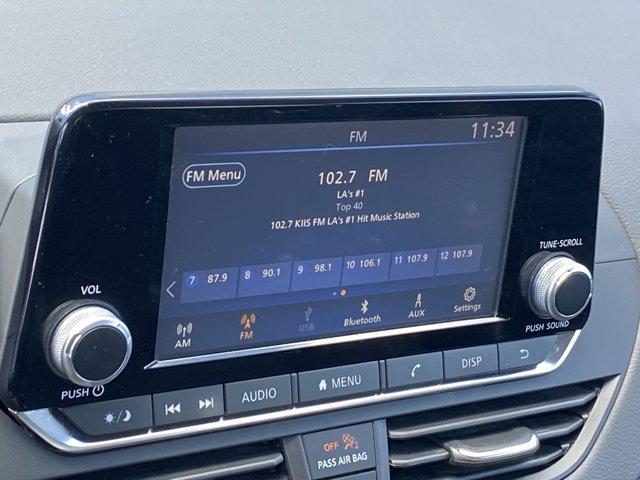 FM
11:34
FM Menu
102.7 FM
LA's #1
Top 40
102.7 KIIS FM LA's #1 Hit Music Station
7 87.9 8 90.1 9 98.1 10 106.1 11 107.9 12 107.9
AM FM USB Bluetooth AUX Settings
VOL
PUSH
TUNE·SCROLL
PUSH SOUND
AUDIO MENU DISP
OFF 2
PASS AIR BAG